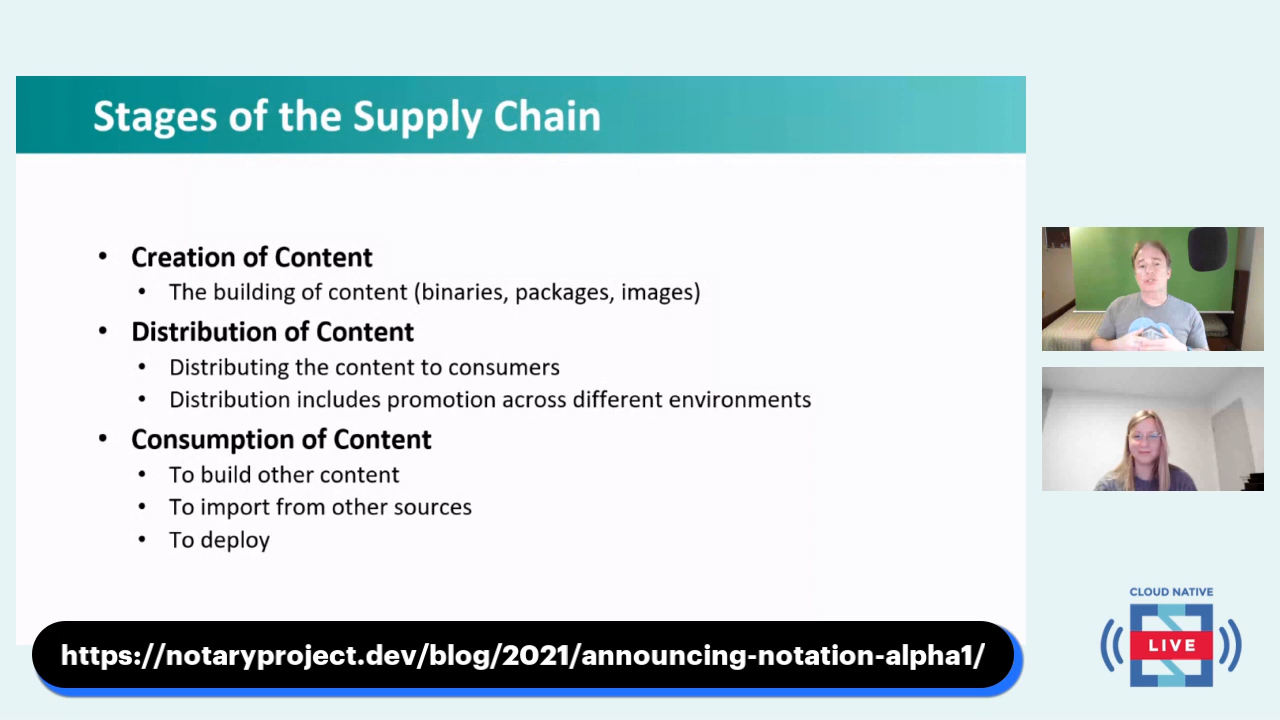 Stages of the Supply Chain
• Creation of Content
• The building of content (binaries, packages, images)
• Distribution of Content
• Distributing the content to consumers
• Distribution includes promotion across different environments
• Consumption of Content
• To build other content
• To import from other sources
• To deploy
https://notaryproject.dev/blog/2021/announcing-notation-alpha1/
CLOUD NATIVE
LIVE